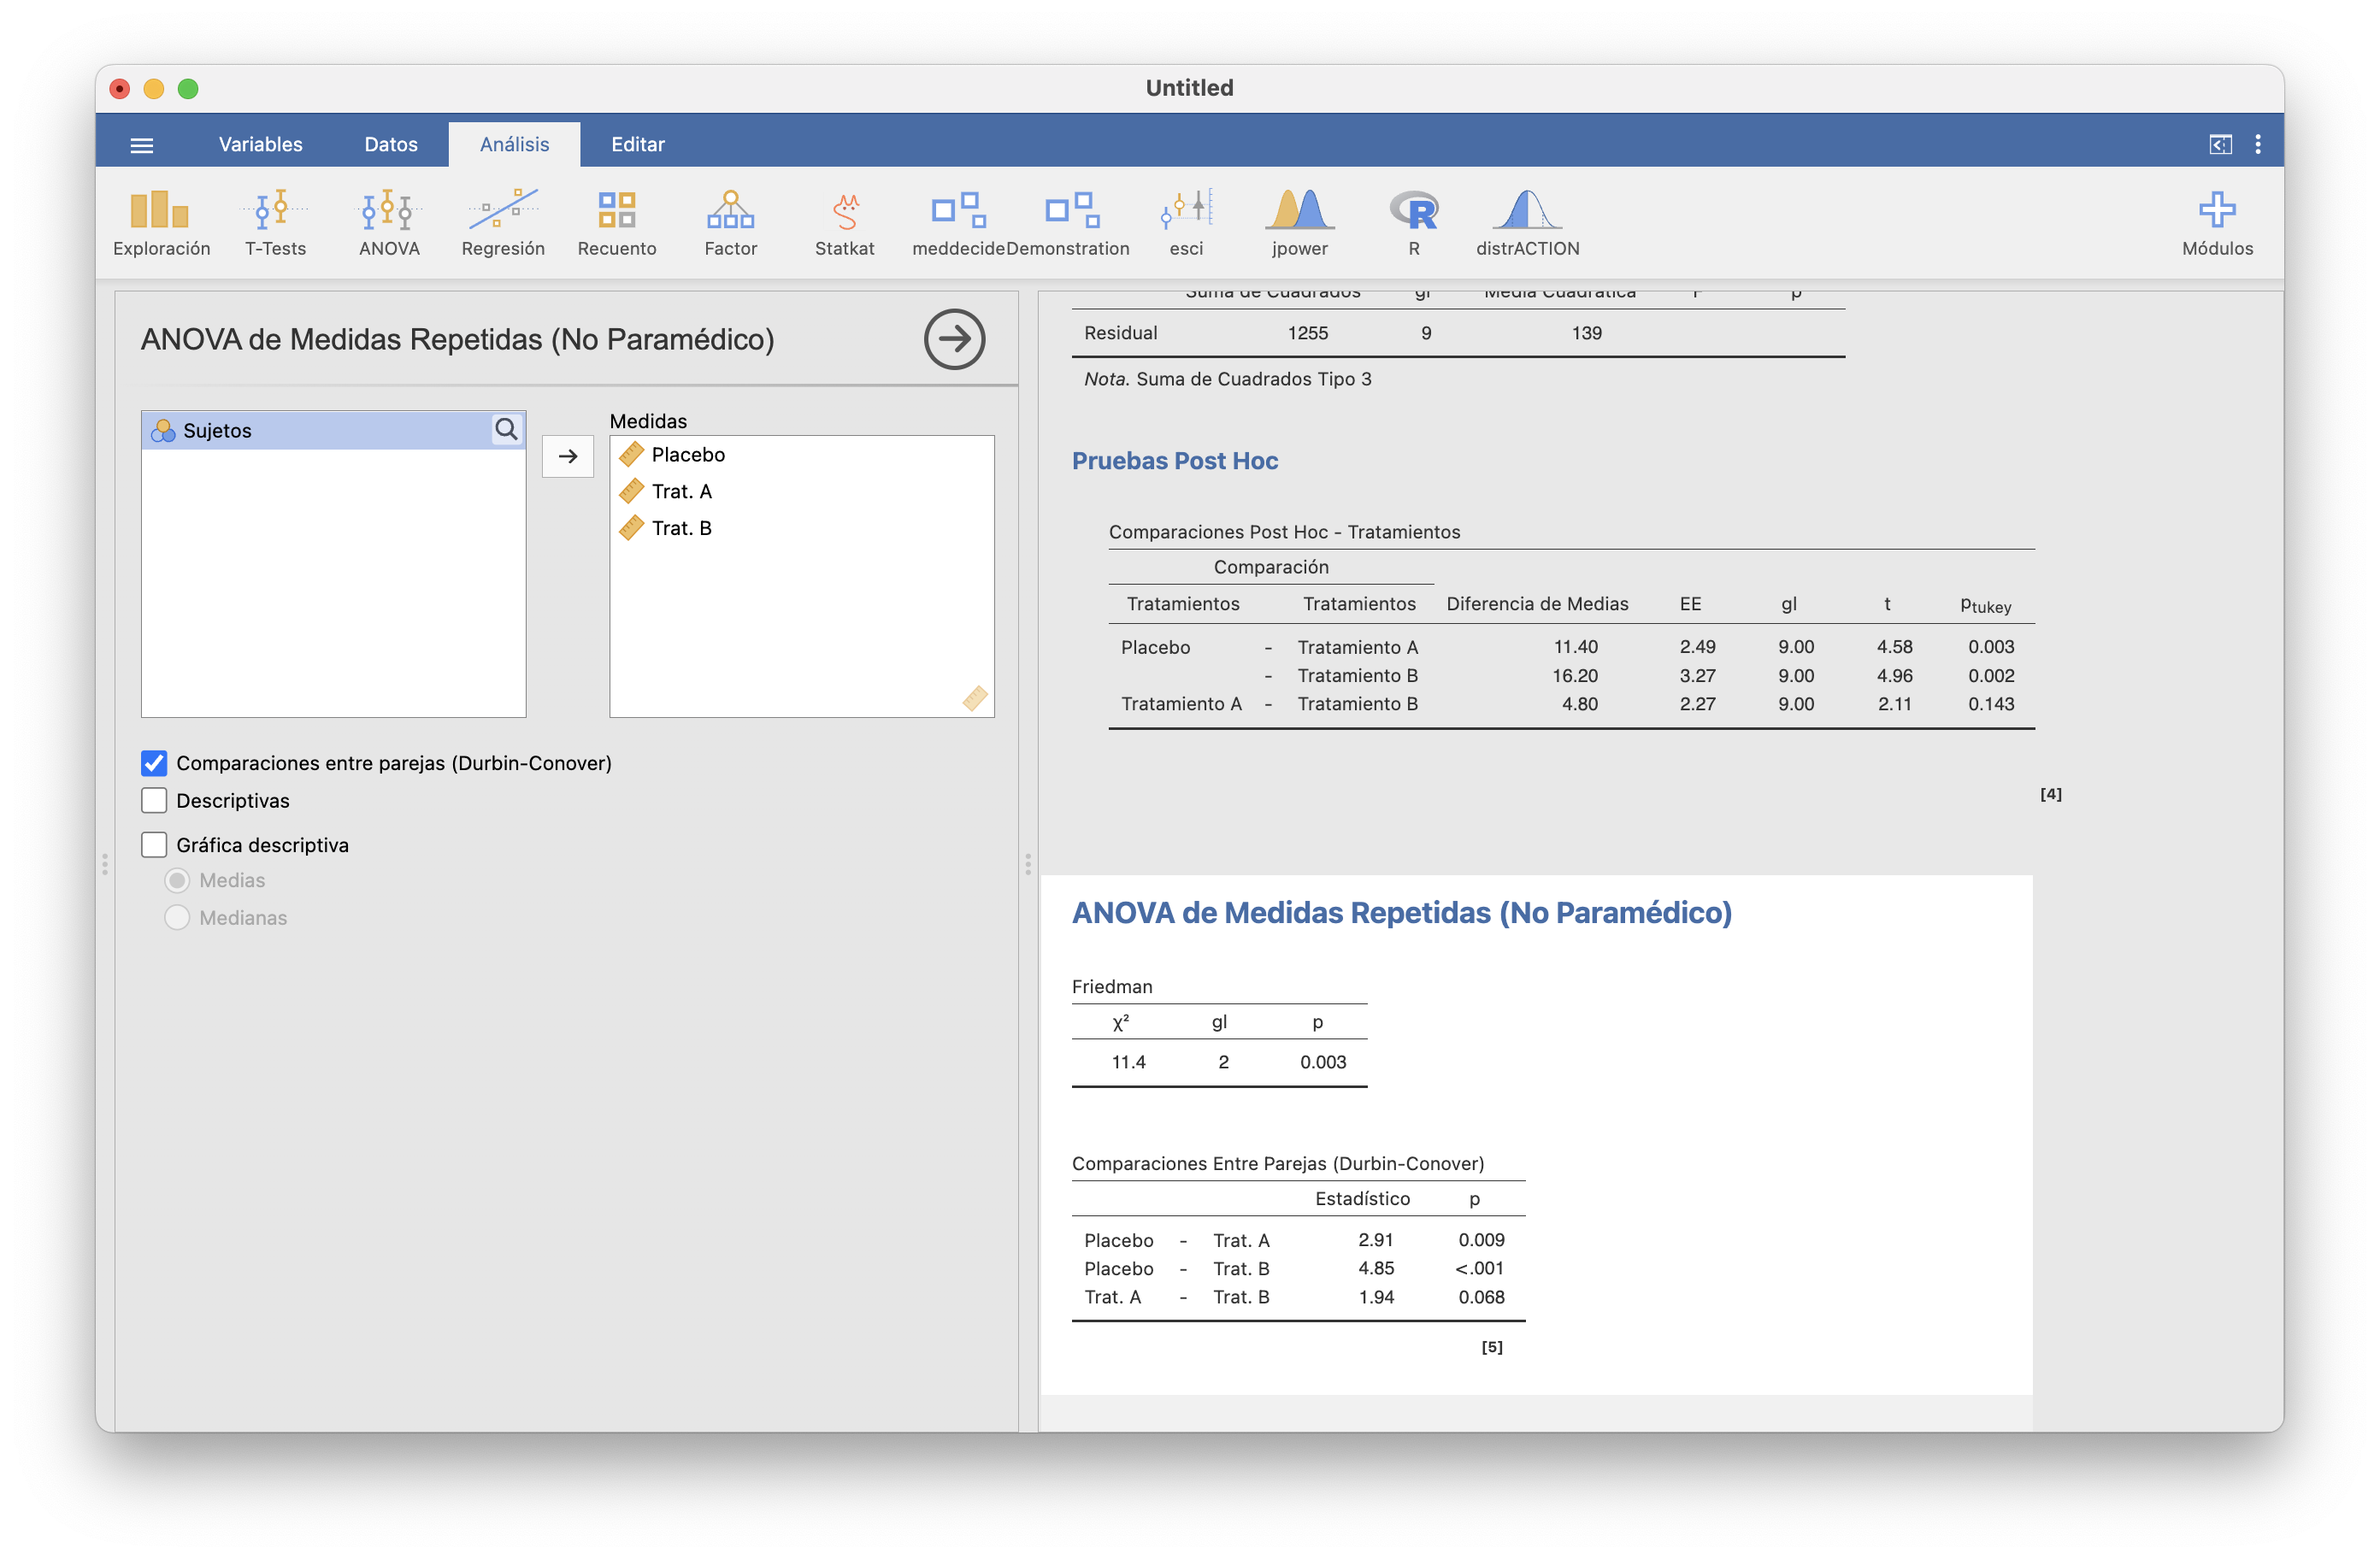 Untitled
Variables Datos Análisis Editar
Exploración T-Tests ANOVA Regresión Recuento Factor Statkat meddecide Demonstration esci jpower R distrACTION Módulos
ANOVA de Medidas Repetidas (No Paramédico)
Sujetos
Medidas
Placebo
Trat. A
Trat. B
Comparaciones entre parejas (Durbin-Conover)
Descriptivas
Gráfica descriptiva
Medias
Medianas
Suma de Cuadrados gl Media Cuadrática F p
Residual 1255 9 139
Nota. Suma de Cuadrados Tipo 3
Pruebas Post Hoc
Comparaciones Post Hoc - Tratamientos
Comparación
Tratamientos Tratamientos Diferencia de Medias EE gl t ptukey
Placebo - Tratamiento A 11.40 2.49 9.00 4.58 0.003
- Tratamiento B 16.20 3.27 9.00 4.96 0.002
Tratamiento A - Tratamiento B 4.80 2.27 9.00 2.11 0.143
[4]
ANOVA de Medidas Repetidas (No Paramédico)
Friedman
χ² gl p
11.4 2 0.003
Comparaciones Entre Parejas (Durbin-Conover)
Estadístico p
Placebo - Trat. A 2.91 0.009
Placebo - Trat. B 4.85 <.001
Trat. A - Trat. B 1.94 0.068
[5]